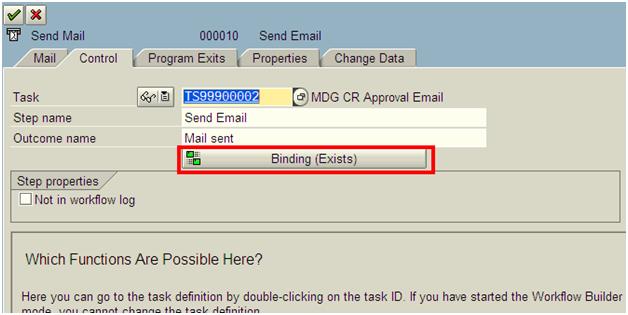 Send Mail 000010 Send Email
Mail Control Program Exits Properties Change Data
Task TS99900002 MDG CR Approval Email
Step name Send Email
Outcome name Mail sent
Binding (Exists)
Step properties
Not in workflow log
Which Functions Are Possible Here?
Here you can go to the task definition by double-clicking on the task ID. If you have started the Workflow Builder
mode, you cannot change the task definition.